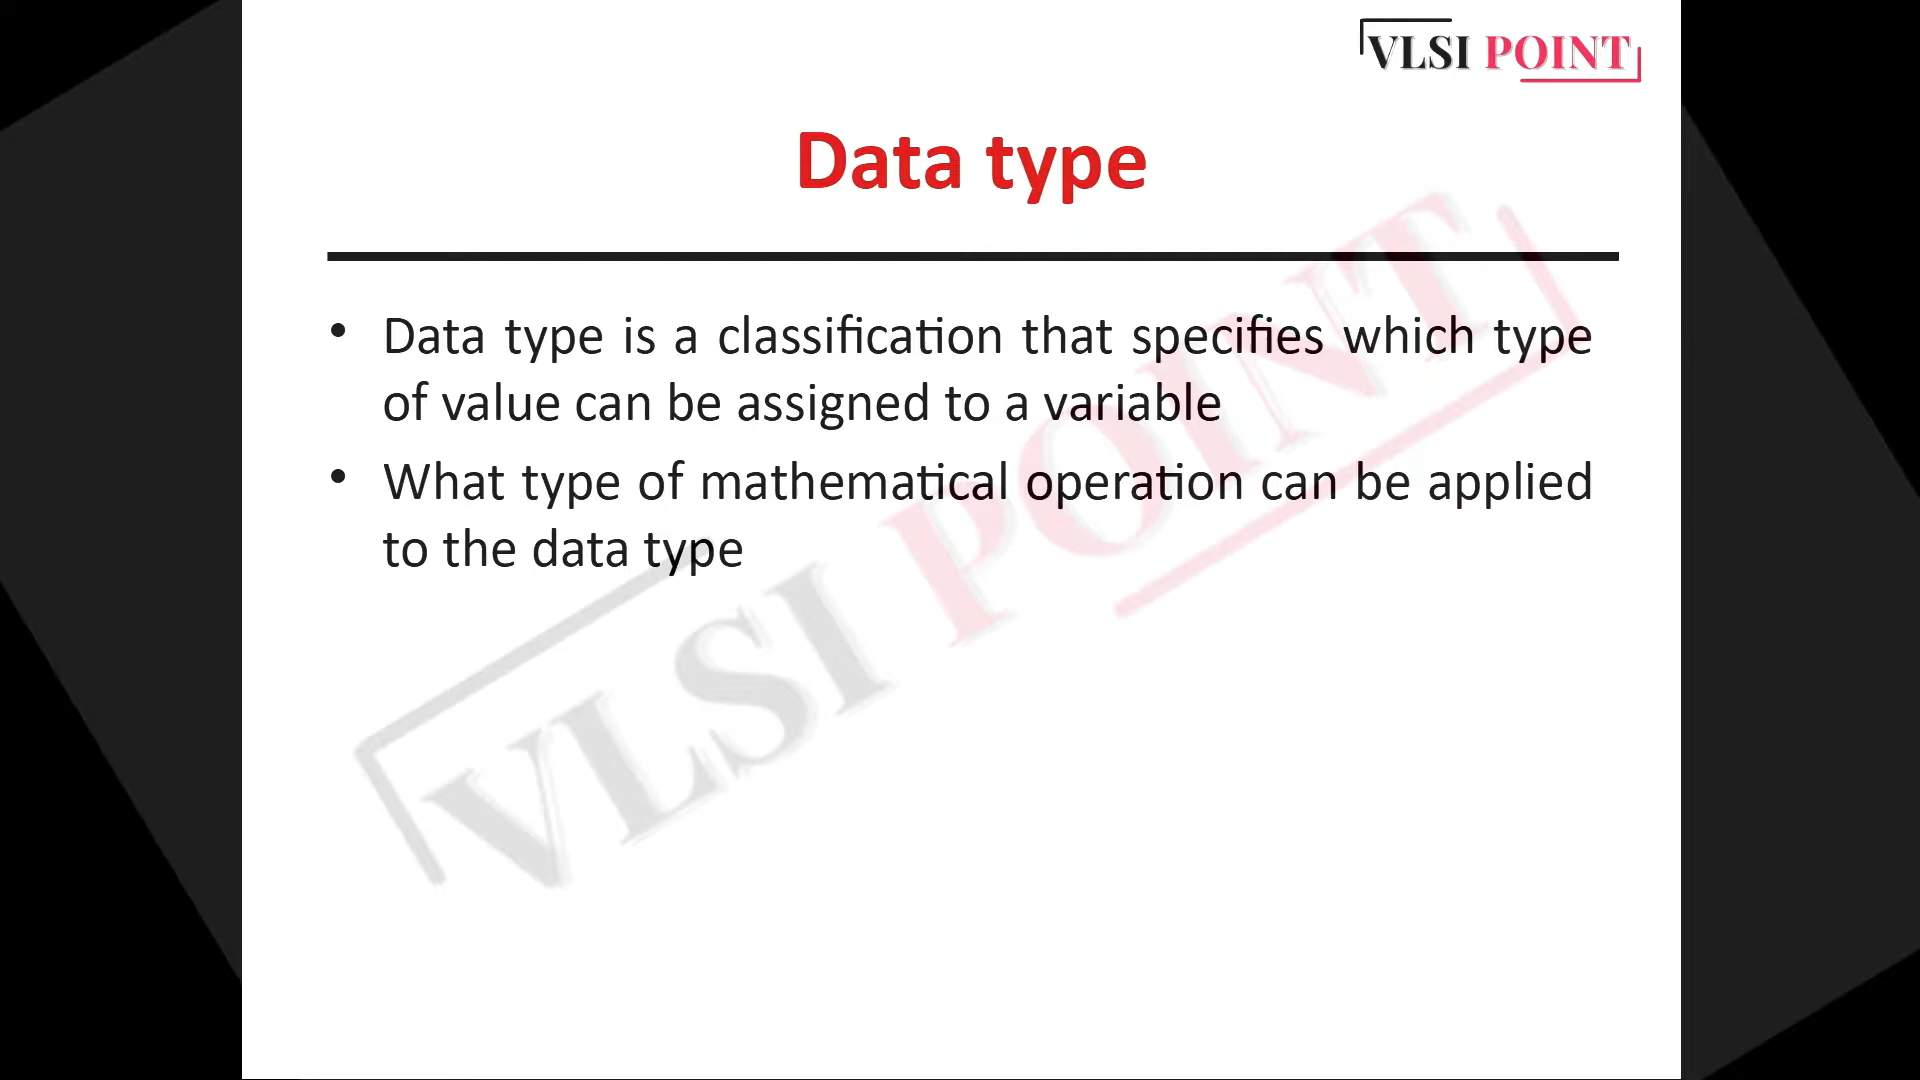 VLSI POINT
Data type
• Data type is a classification that specifies which type
of value can be assigned to a variable
• What type of mathematical operation can be applied
to the data type
VLSI POINT